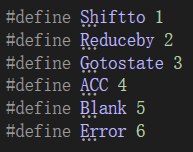 #define Shiftto 1
#define Reduceby 2
#define Gotostate 3
#define ACC 4
#define Blank 5
#define Error 6